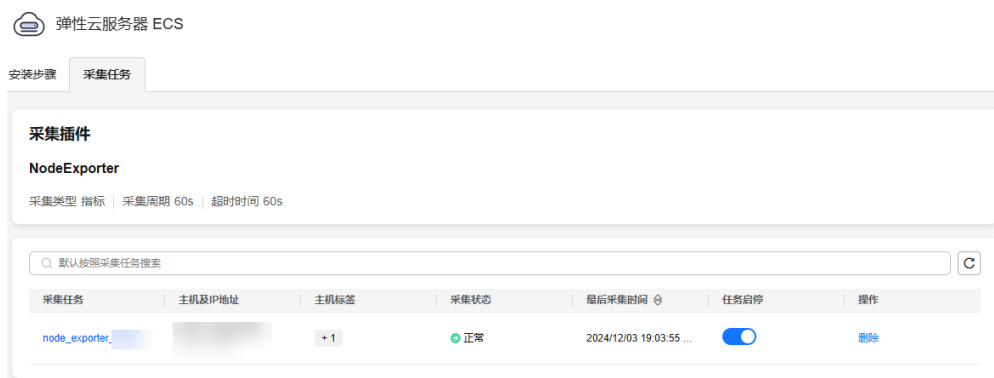 弹性云服务器 ECS
安装步骤 采集任务
采集插件
NodeExporter
采集类型 指标 采集周期 60s 超时时间 60s
默认按照采集任务搜索
采集任务 主机及IP地址 主机标签 采集状态 最后采集时间 任务启停 操作
node_exporter_ + 1 正常 2024/12/03 19:03:55 ... 删除